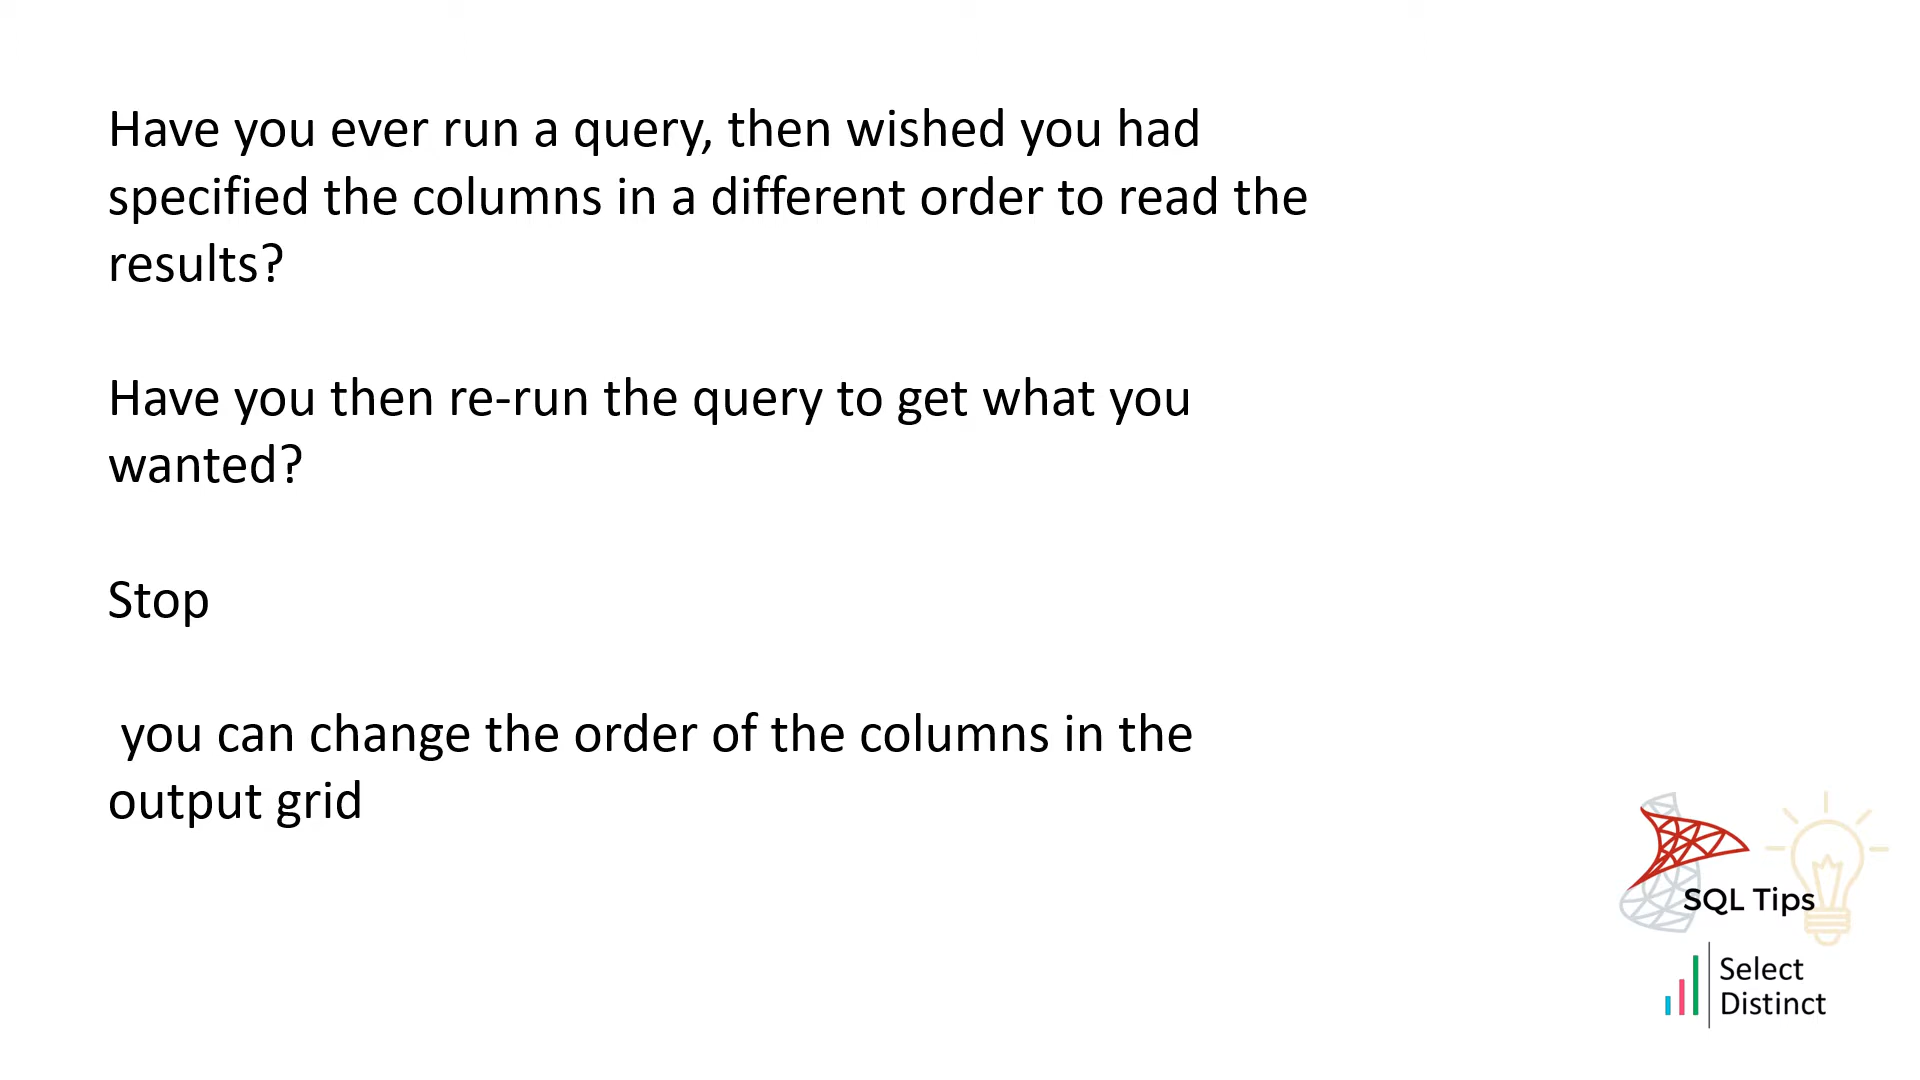 Have you ever run a query, then wished you had
specified the columns in a different order to read the
results?
Have you then re-run the query to get what you
wanted?
Stop
you can change the order of the columns in the
output grid
SQL Tips
Select
Distinct